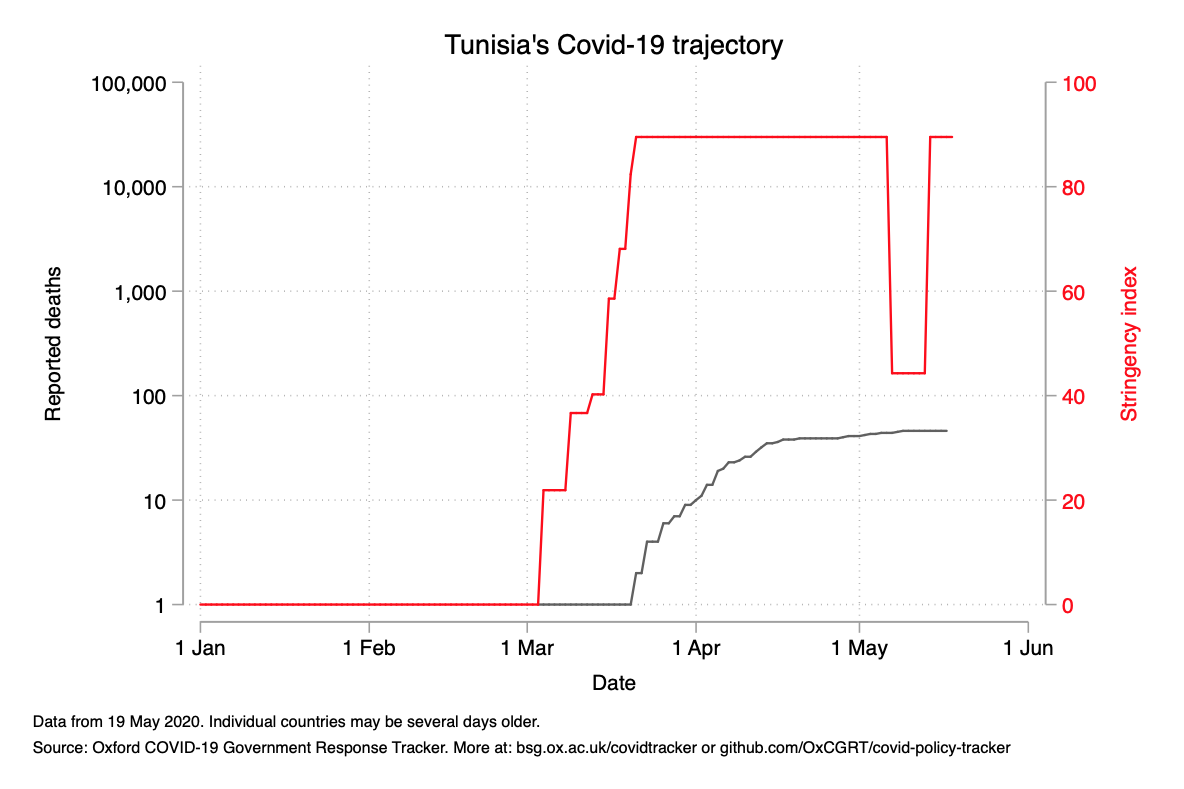 Tunisia's Covid-19 trajectory
100,000
10,000
1,000
100
10
1
Reported deaths
100
80
60
40
20
0
Stringency index
1 Jan
1 Feb
1 Mar
1 Apr
1 May
1 Jun
Date
Data from 19 May 2020. Individual countries may be several days older.
Source: Oxford COVID-19 Government Response Tracker. More at: bsg.ox.ac.uk/covidtracker or github.com/OxCGRT/covid-policy-tracker